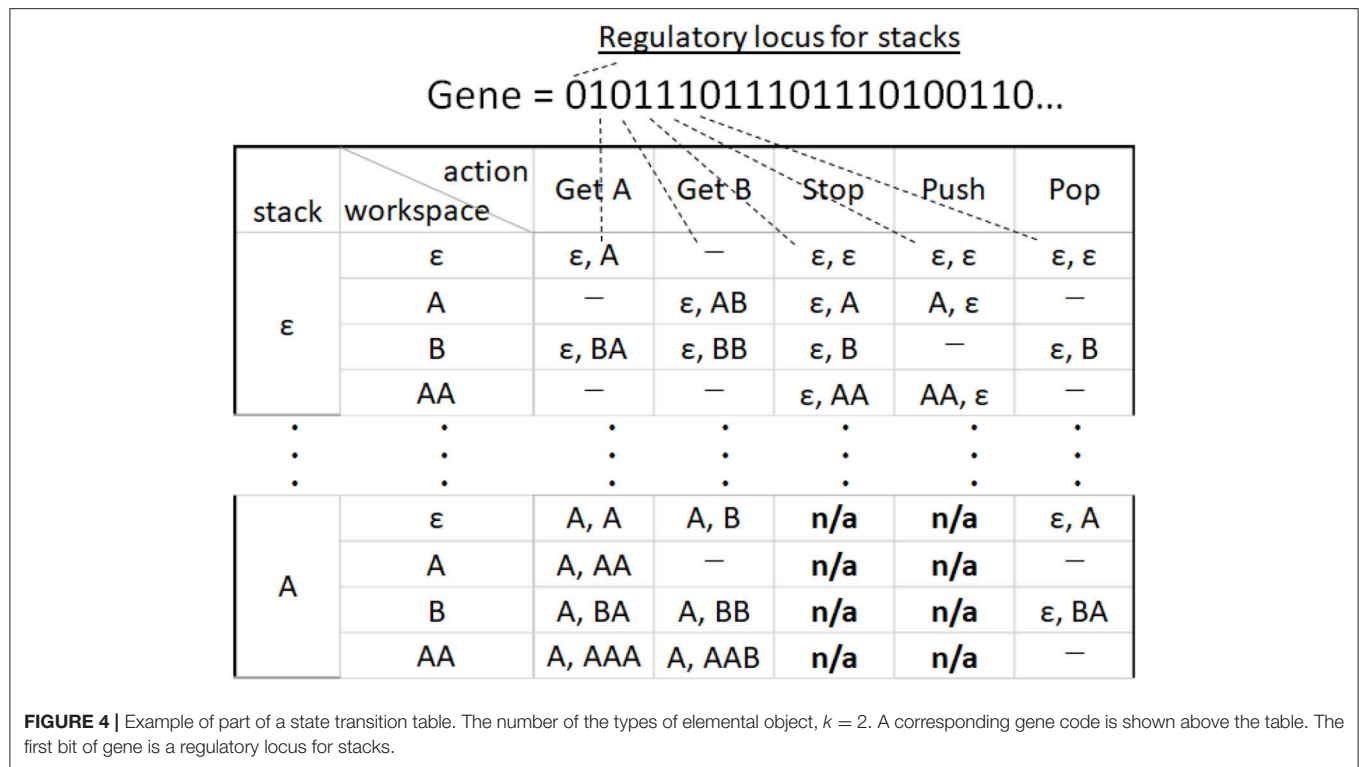 Regulatory locus for stacks
Gene = 010111011101110100110...
action
stack workspace Get A Get B Stop Push Pop
ε ε ε, A — ε, ε ε, ε ε, ε
A — ε, AB ε, A A, ε —
B ε, BA ε, BB ε, B — ε, B
AA — — ε, AA AA, ε —
A ε A, A A, B n/a n/a ε, A
A A, AA — n/a n/a —
B A, BA A, BB n/a n/a ε, BA
AA A, AAA A, AAB n/a n/a —
FIGURE 4 | Example of part of a state transition table. The number of the types of elemental object, k = 2. A corresponding gene code is shown above the table. The
first bit of gene is a regulatory locus for stacks.